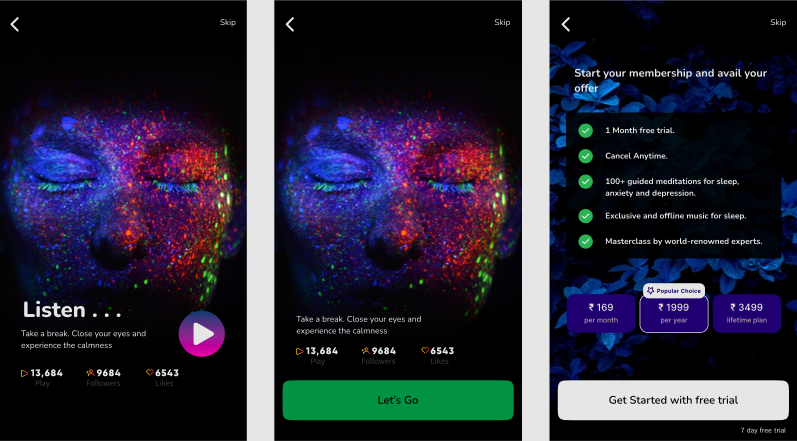 Skip
Listen . . .
Take a break. Close your eyes and
experience the calmness
13,684
9684
6543
Play
Followers
Likes
Skip
Take a break. Close your eyes and
experience the calmness
13,684
9684
6543
Play
Followers
Likes
Let's Go
Skip
Start your membership and avail your
offer
1 Month free trial.
Cancel Anytime.
100+ guided meditations for sleep,
anxiety and depression.
Exclusive and offline music for sleep.
Masterclass by world-renowned experts.
Popular Choice
₹ 169
per month
₹ 1999
per year
₹ 3499
lifetime plan
Get Started with free trial
7 day free trial